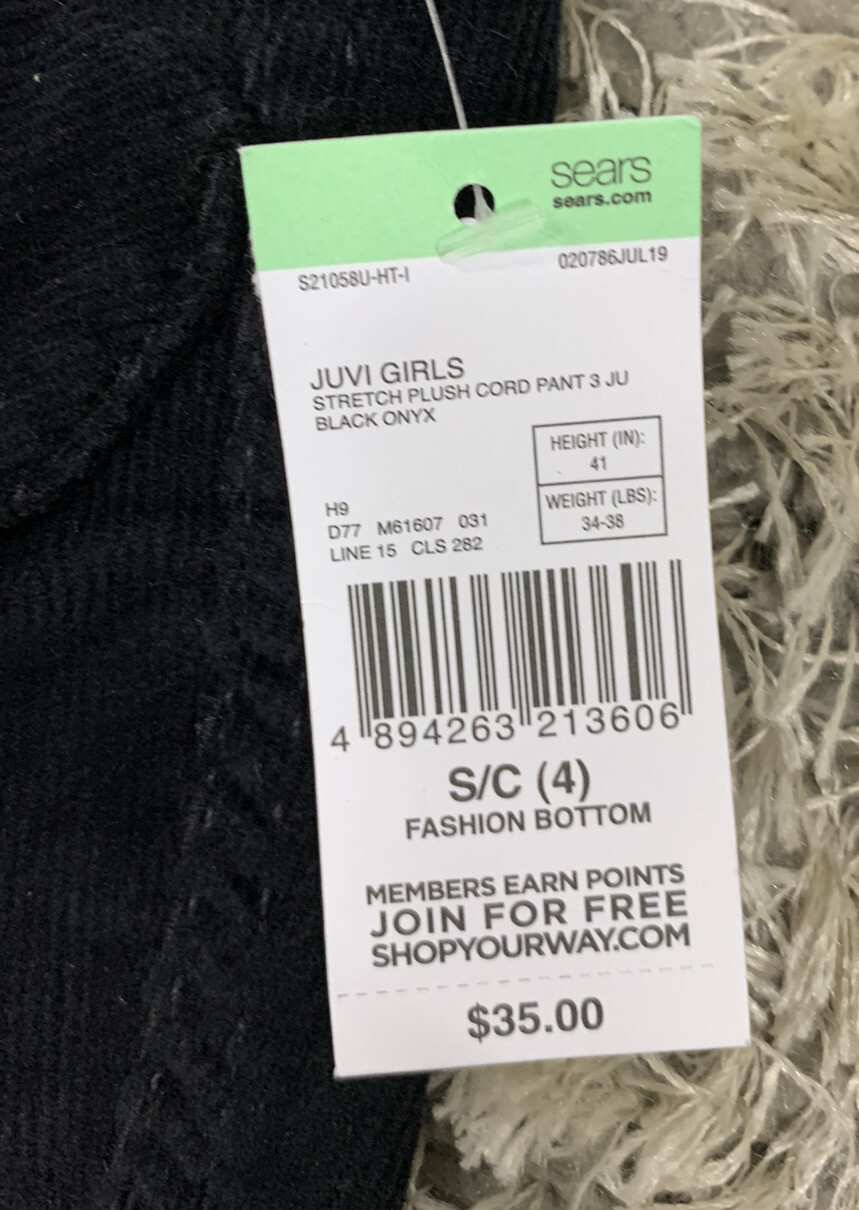 sears
sears.com
S21058U-HT-I
020786JUL19
JUVI GIRLS
STRETCH PLUSH CORD PANT 3 JU
BLACK ONYX
HEIGHT (IN):
41
WEIGHT (LBS):
34-38
H9
D77 M61607 031
LINE 15 CLS 282
4 894263 213606
S/C (4)
FASHION BOTTOM
MEMBERS EARN POINTS
JOIN FOR FREE
SHOPYOURWAY.COM
$35.00